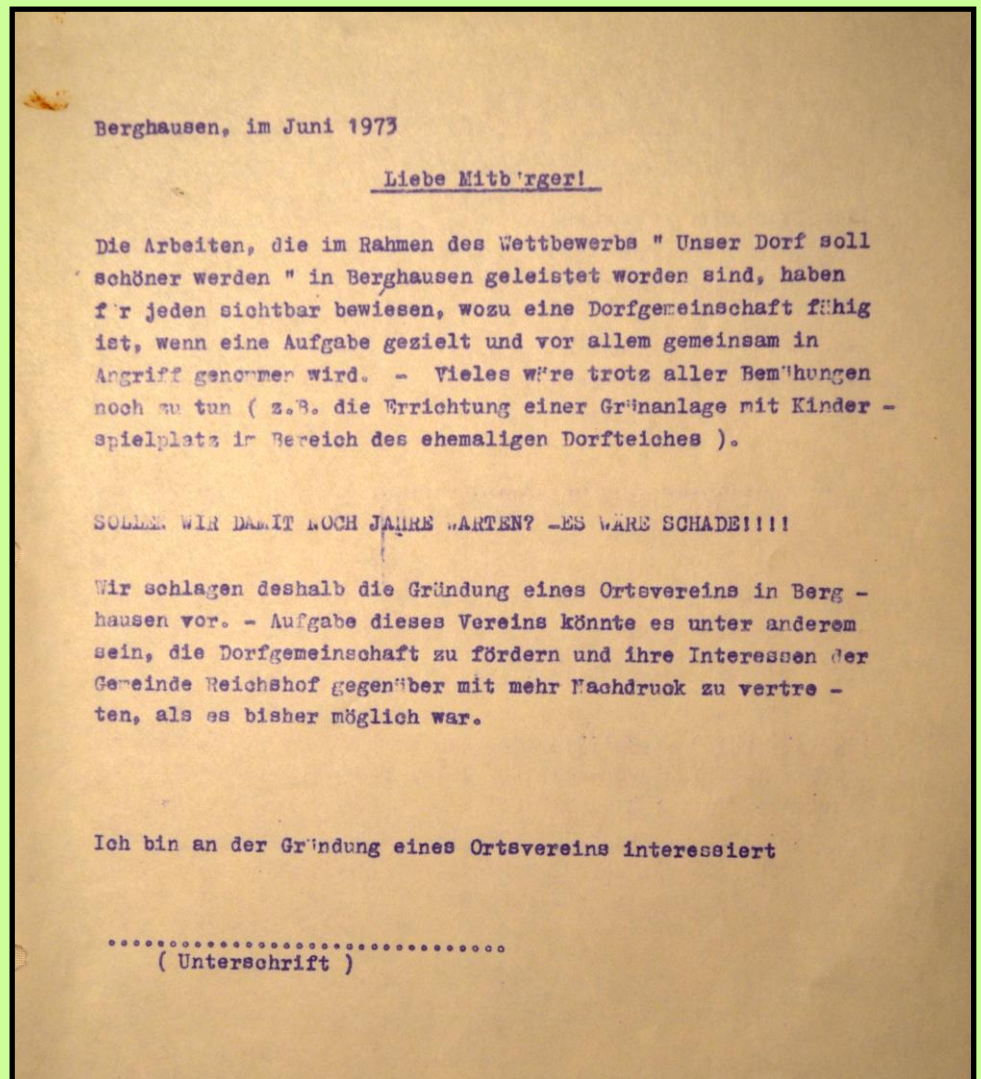 Berghausen, im Juni 1973
Liebe Mitb'rger!
Die Arbeiten, die im Rahmen des Wettbewerbs " Unser Dorf soll
schöner werden " in Berghausen geleistet worden sind, haben
f'r jeden sichtbar bewiesen, wozu eine Dorfgemeinschaft fähig
ist, wenn eine Aufgabe gezielt und vor allem gemeinsam in
Angriff genommen wird. - Vieles wäre trotz aller Bemühungen
noch zu tun ( z.B. die Errichtung einer Grünanlage mit Kinder -
spielplatz im Bereich des ehemaligen Dorfteiches ).
SOLLEN WIR DAMIT NOCH JAHRE WARTEN? -ES WÄRE SCHADE!!!!
Wir schlagen deshalb die Gründung eines Ortsvereins in Berg -
hausen vor. - Aufgabe dieses Vereins könnte es unter anderem
sein, die Dorfgemeinschaft zu fördern und ihre Interessen der
Gemeinde Reichshof gegenüber mit mehr Nachdruck zu vertre -
ten, als es bisher möglich war.
Ich bin an der Gründung eines Ortsvereins interessiert
................................
( Unterschrift )